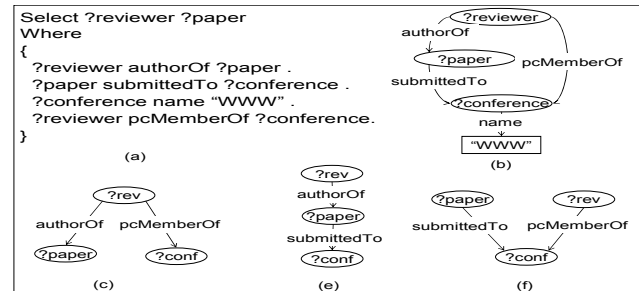 Select ?reviewer ?paper
Where
{
?reviewer authorOf ?paper .
?paper submittedTo ?conference .
?conference name “WWW” .
?reviewer pcMemberOf ?conference.
}
(a)
?reviewer
authorOf
?paper
pcMemberOf
submittedTo
?conference
name
“WWW”
(b)
?rev
authorOf pcMemberOf
?paper ?conf
(c)
?rev
authorOf
?paper
submittedTo
?conf
(e)
?paper ?rev
submittedTo pcMemberOf
?conf
(f)